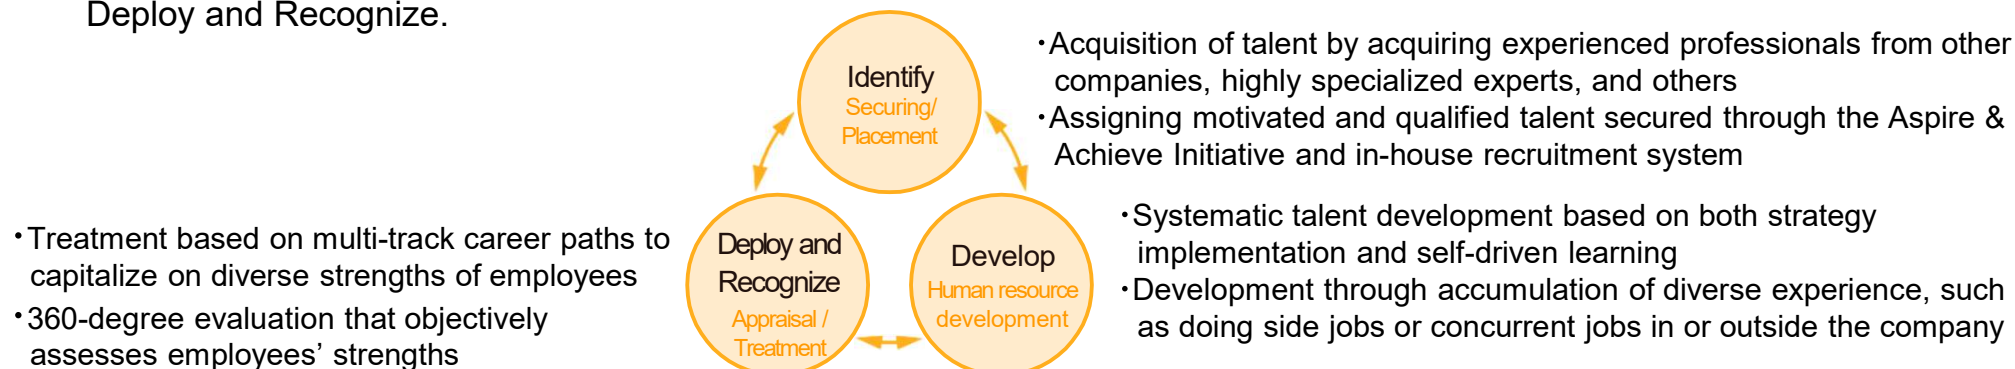 Deploy and Recognize.
Identify
Securing/
Placement
・Acquisition of talent by acquiring experienced professionals from other
companies, highly specialized experts, and others
・Assigning motivated and qualified talent secured through the Aspire &
Achieve Initiative and in-house recruitment system
・Treatment based on multi-track career paths to
capitalize on diverse strengths of employees
・360-degree evaluation that objectively
assesses employees’ strengths
Deploy and
Recognize
Appraisal /
Treatment
Develop
Human resource
development
・Systematic talent development based on both strategy
implementation and self-driven learning
・Development through accumulation of diverse experience, such
as doing side jobs or concurrent jobs in or outside the company